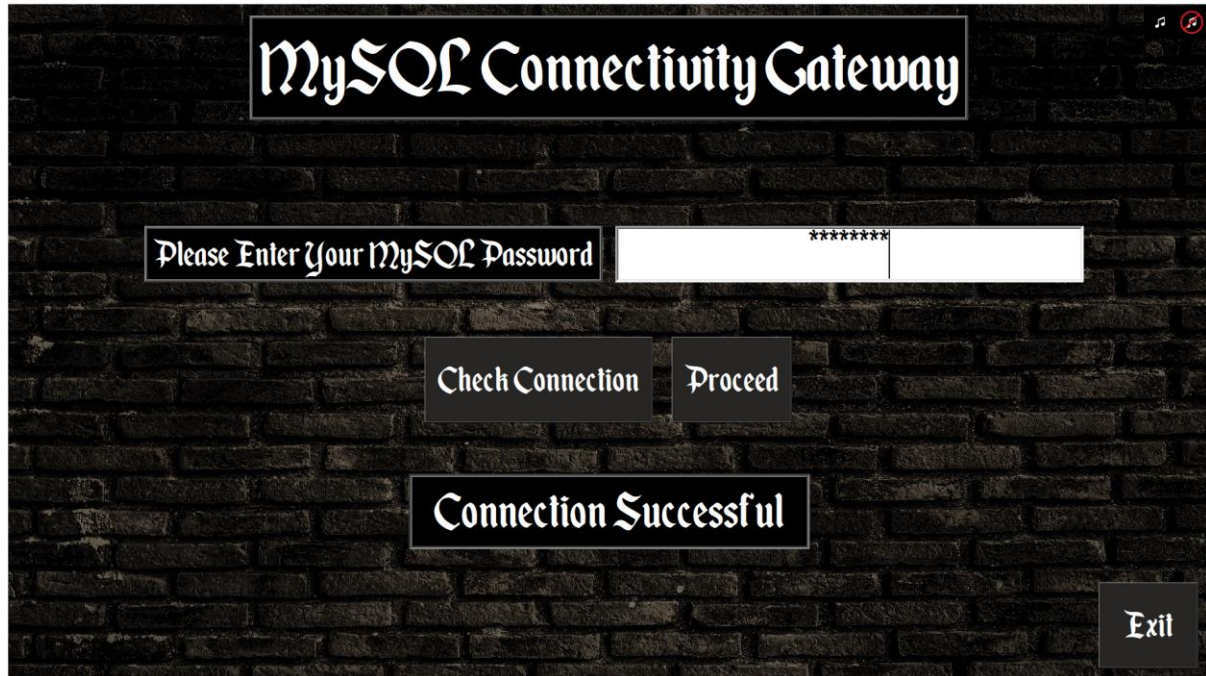 MySQL Connectivity Gateway
Please Enter Your MySQL Password
********
Check Connection
Proceed
Connection Successful
Exit